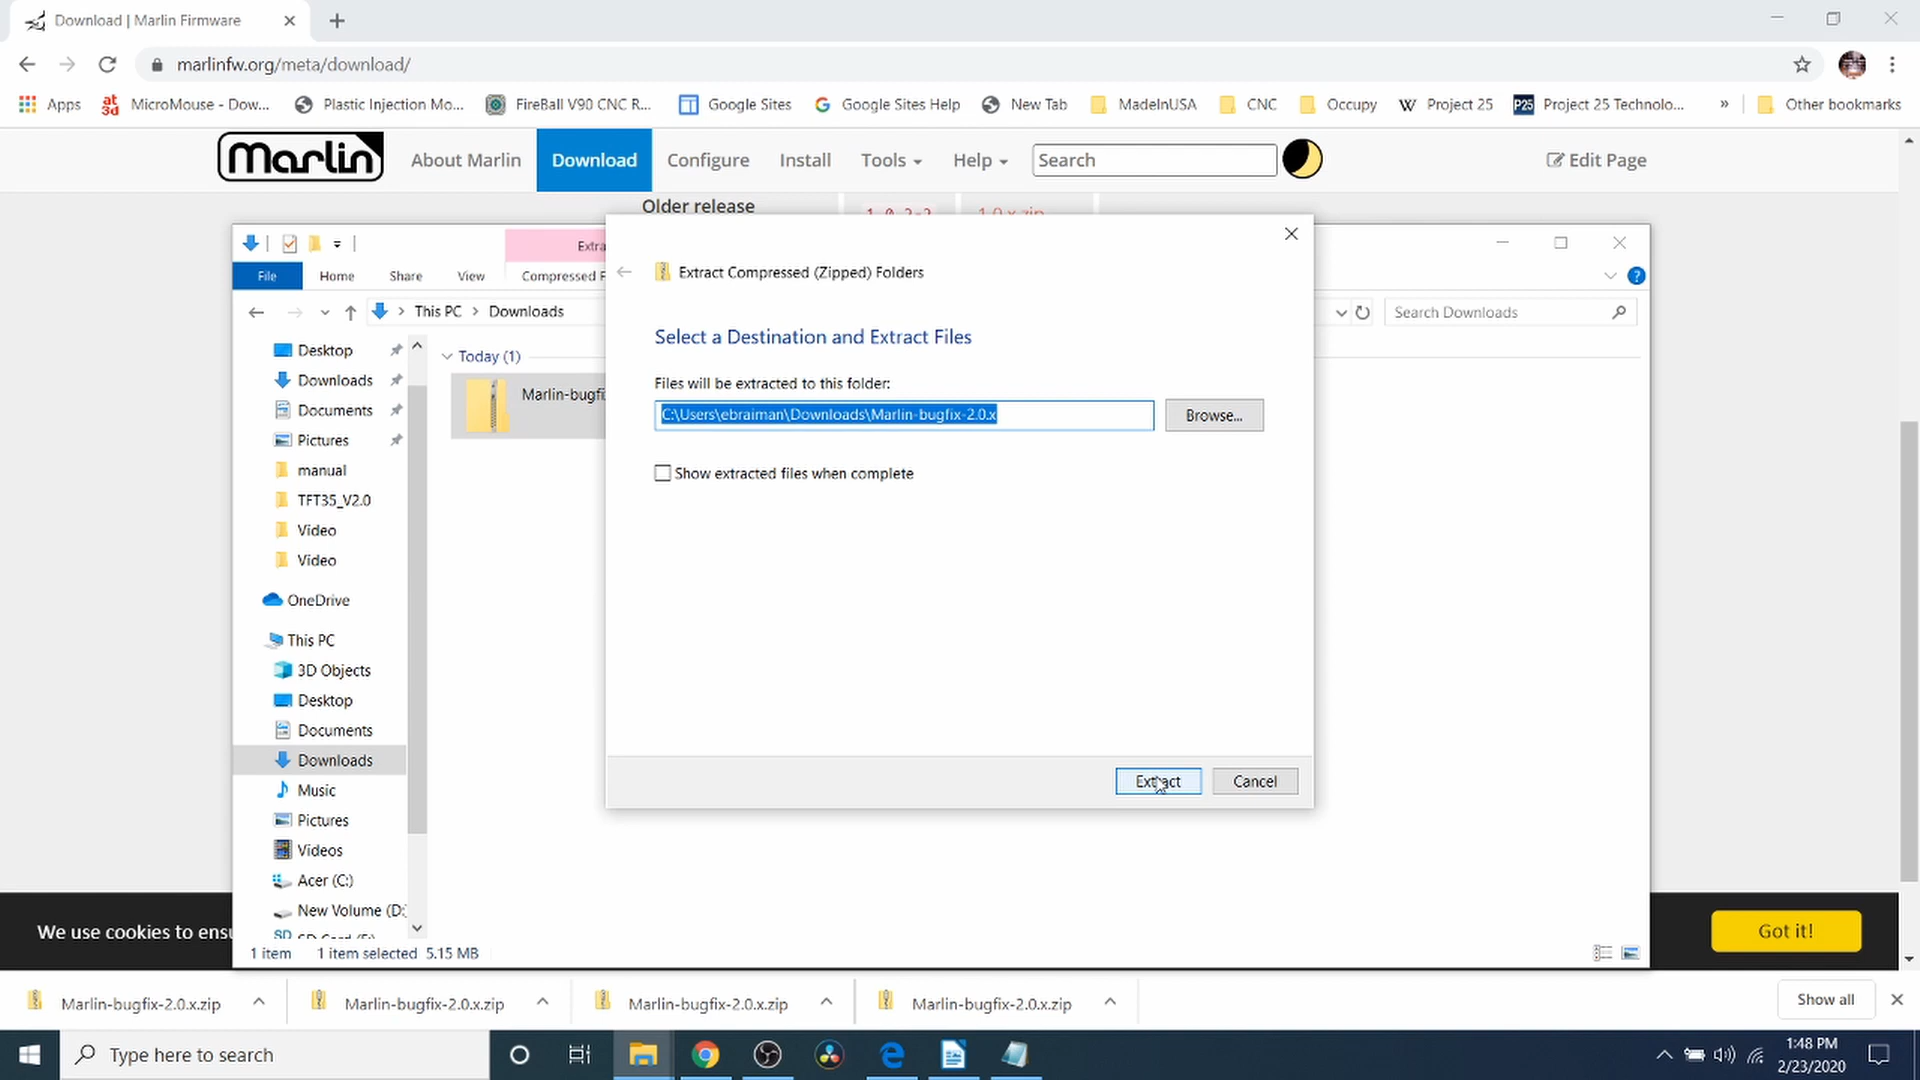 Download | Marlin Firmware
marlinfw.org/meta/download/
Apps MicroMouse - Dow... Plastic Injection Mo... FireBall V90 CNC R... Google Sites Google Sites Help New Tab MadeInUSA CNC Occupy Project 25 Project 25 Technolo... » Other bookmarks
Marlin About Marlin Download Configure Install Tools Help Search Edit Page
Older release
Extra
File Home Share View Compressed F
This PC > Downloads
Search Downloads
Desktop
Downloads
Documents
Pictures
manual
TFT35_V2.0
Video
Video
OneDrive
This PC
3D Objects
Desktop
Documents
Downloads
Music
Pictures
Videos
Acer (C:)
New Volume (D:
Today (1)
Marlin-bugfi
Extract Compressed (Zipped) Folders
Select a Destination and Extract Files
Files will be extracted to this folder:
C:\Users\ebraiman\Downloads\Marlin-bugfix-2.0.x
Browse...
Show extracted files when complete
Extract Cancel
1 item 1 item selected 5.15 MB
We use cookies to ensu
Got it!
Marlin-bugfix-2.0.x.zip Marlin-bugfix-2.0.x.zip Marlin-bugfix-2.0.x.zip Marlin-bugfix-2.0.x.zip Show all
Type here to search
1:48 PM
2/23/2020